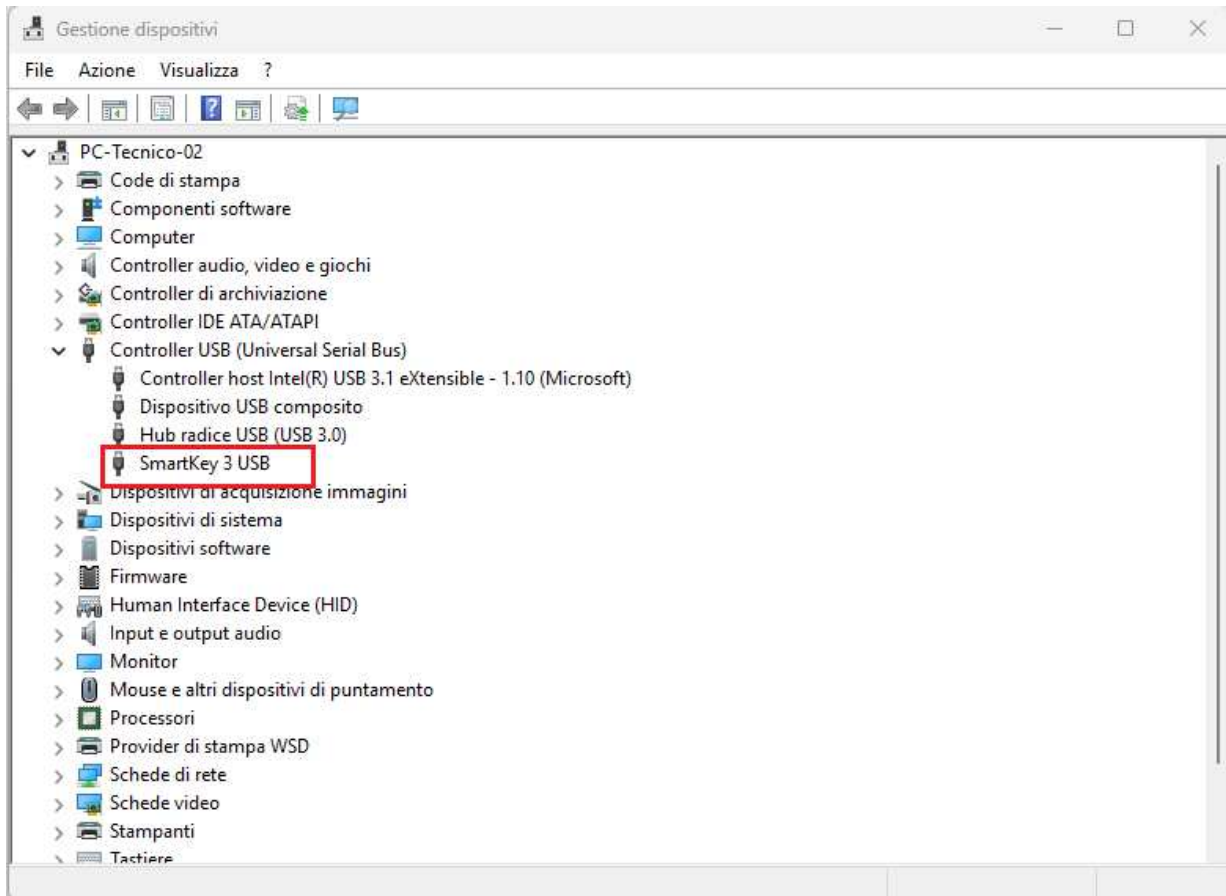 Gestione dispositivi
File Azione Visualizza ?
PC-Tecnico-02
Code di stampa
Componenti software
Computer
Controller audio, video e giochi
Controller di archiviazione
Controller IDE ATA/ATAPI
Controller USB (Universal Serial Bus)
Controller host Intel(R) USB 3.1 eXtensible - 1.10 (Microsoft)
Dispositivo USB composito
Hub radice USB (USB 3.0)
SmartKey 3 USB
Dispositivi di acquisizione immagini
Dispositivi di sistema
Dispositivi software
Firmware
Human Interface Device (HID)
Input e output audio
Monitor
Mouse e altri dispositivi di puntamento
Processori
Provider di stampa WSD
Schede di rete
Schede video
Stampanti
Tastiere